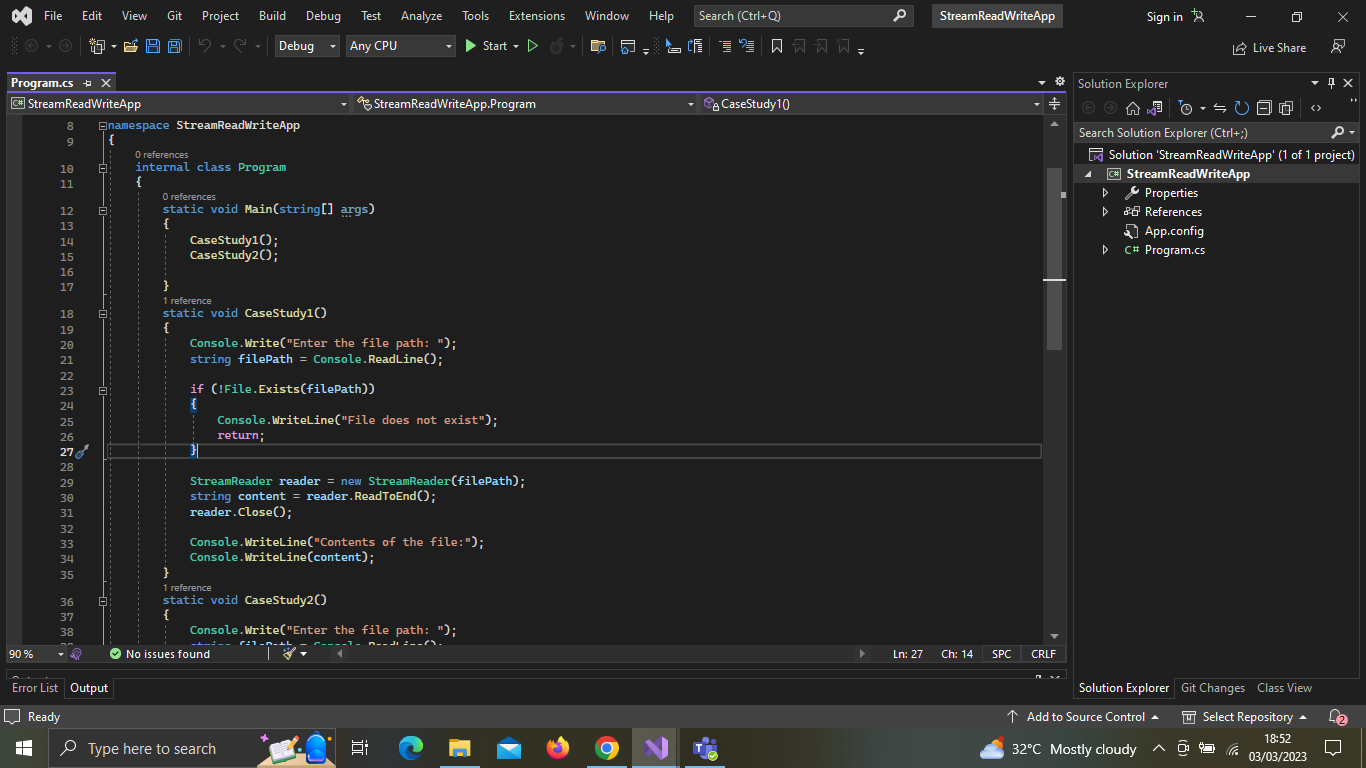 File Edit View Git Project Build Debug Test Analyze Tools Extensions Window Help Search (Ctrl+Q) StreamReadWriteApp Sign in
Debug Any CPU Start Live Share
Program.cs
StreamReadWriteApp StreamReadWriteApp.Program CaseStudy1()
8 namespace StreamReadWriteApp
9 {
0 references
10 internal class Program
11 {
0 references
12 static void Main(string[] args)
13 {
14 CaseStudy1();
15 CaseStudy2();
16
17 }
1 reference
18 static void CaseStudy1()
19 {
20 Console.Write("Enter the file path: ");
21 string filePath = Console.ReadLine();
22
23 if (!File.Exists(filePath))
24 {
25 Console.WriteLine("File does not exist");
26 return;
27 }
28
29 StreamReader reader = new StreamReader(filePath);
30 string content = reader.ReadToEnd();
31 reader.Close();
32
33 Console.WriteLine("Contents of the file:");
34 Console.WriteLine(content);
35 }
1 reference
36 static void CaseStudy2()
37 {
38 Console.Write("Enter the file path: ");
string filePath = Console.ReadLine();
90 % No issues found Ln: 27 Ch: 14 SPC CRLF
Error List Output
Solution Explorer
Search Solution Explorer (Ctrl+;)
Solution 'StreamReadWriteApp' (1 of 1 project)
C# StreamReadWriteApp
Properties
References
App.config
C# Program.cs
Solution Explorer Git Changes Class View
Ready Add to Source Control Select Repository 2
Type here to search 32°C Mostly cloudy 18:52
03/03/2023